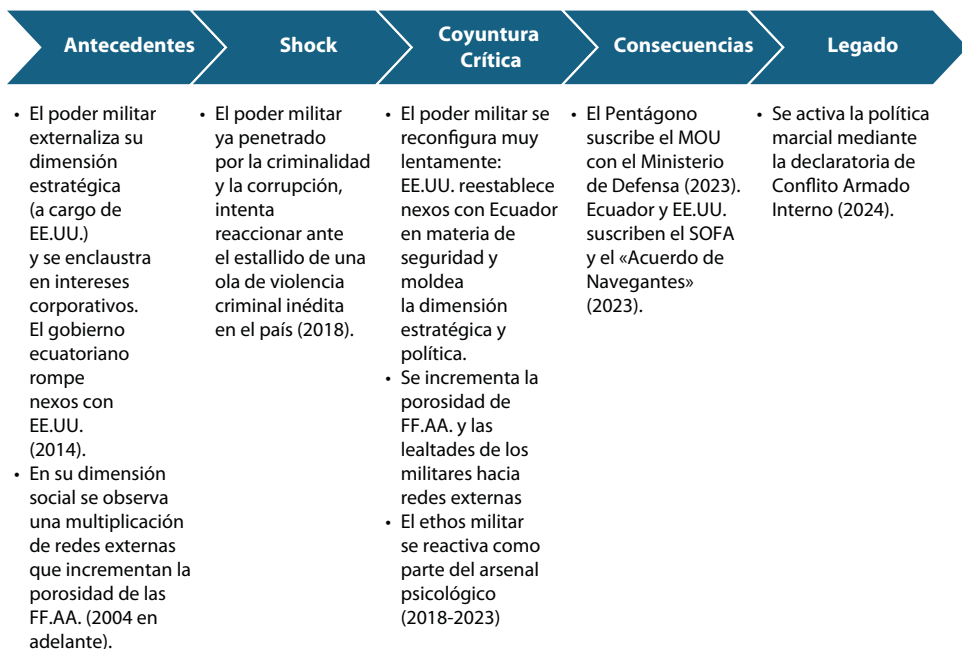 Antecedentes
Shock
Coyuntura
Crítica
Consecuencias
Legado
• El poder militar
externaliza su
dimensión
estratégica
(a cargo de
EE.UU.)
y se enclaustra
en intereses
corporativos.
El gobierno
ecuatoriano
rompe
nexos con
EE.UU.
(2014).
• En su dimensión
social se observa
una multiplicación
de redes externas
que incrementan la
porosidad de las
FF.AA. (2004 en
adelante).
• El poder militar
ya penetrado
por la criminalidad
y la corrupción,
intenta
reaccionar ante
el estallido de una
ola de violencia
criminal inédita
en el país (2018).
• El poder militar se
reconfigura muy
lentamente:
EE.UU. reestablece
nexos con Ecuador
en materia de
seguridad y
moldea
la dimensión
estratégica y
política.
• Se incrementa la
porosidad de
FF.AA. y las
lealtades de los
militares hacia
redes externas
• El ethos militar
se reactiva como
parte del arsenal
psicológico
(2018-2023)
• El Pentágono
suscribe el MOU
con el Ministerio
de Defensa (2023).
Ecuador y EE.UU.
suscriben el SOFA
y el «Acuerdo de
Navegantes»
(2023).
• Se activa la política
marcial mediante
la declaratoria de
Conflito Armado
Interno (2024).